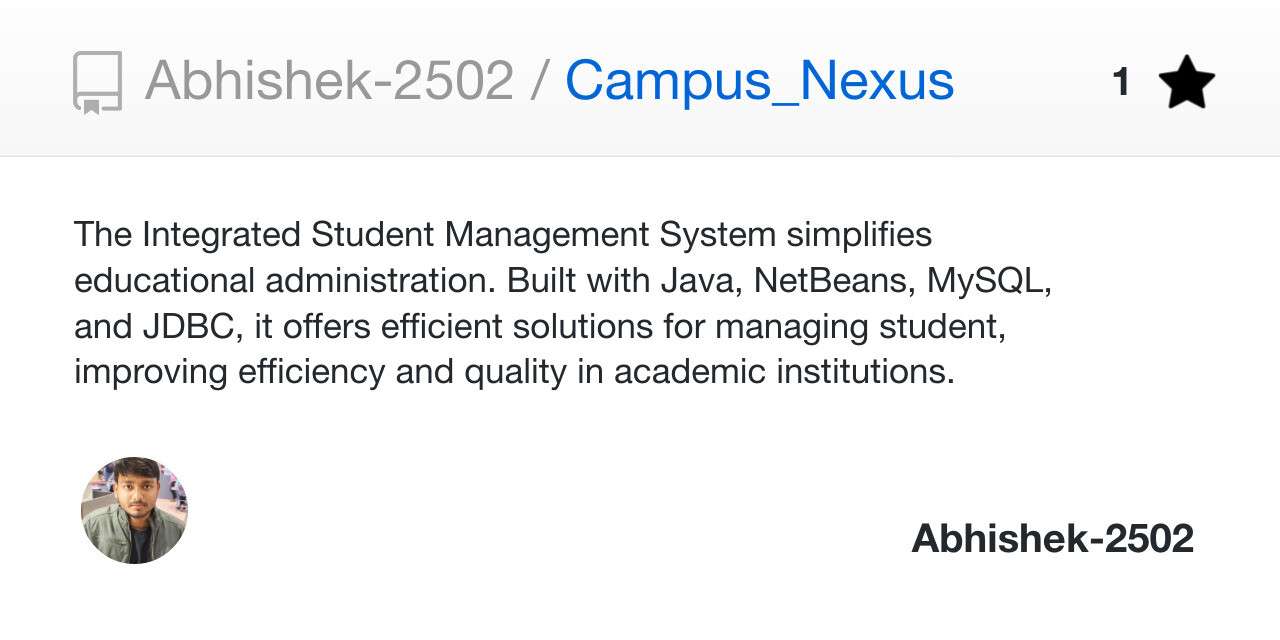 Abhishek-2502 / Campus_Nexus 1
The Integrated Student Management System simplifies
educational administration. Built with Java, NetBeans, MySQL,
and JDBC, it offers efficient solutions for managing student,
improving efficiency and quality in academic institutions.
Abhishek-2502